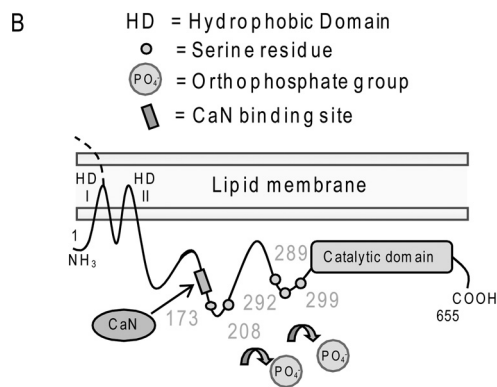 B
HD = Hydrophobic Domain
= Serine residue
PO₄⁻ = Orthophosphate group
= CaN binding site
HD I
HD II
Lipid membrane
1
NH₃
289
Catalytic domain
292
299
COOH
655
CaN
173
208
PO₄⁻
PO₄⁻